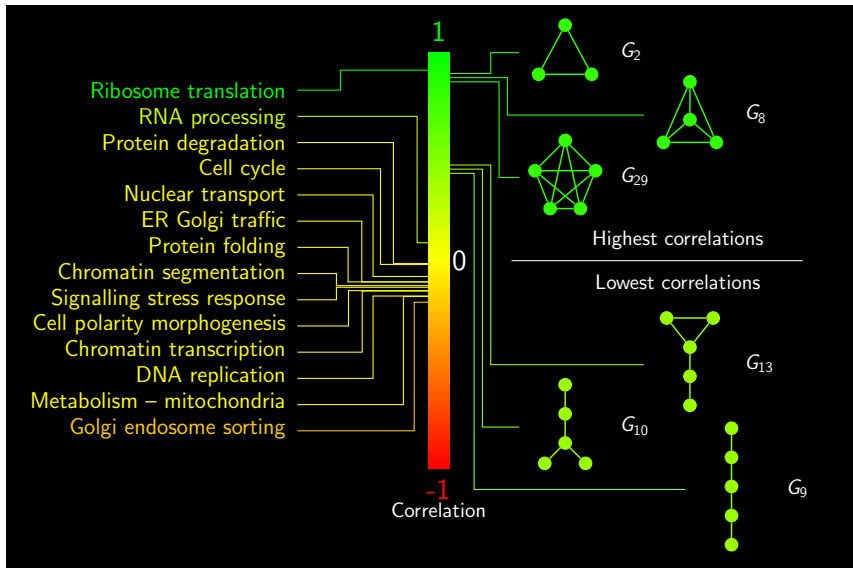 1
Ribosome translation
RNA processing
Protein degradation
Cell cycle
Nuclear transport
ER Golgi traffic
Protein folding
Chromatin segmentation
Signalling stress response
Cell polarity morphogenesis
Chromatin transcription
DNA replication
Metabolism – mitochondria
Golgi endosome sorting
0
-1
Correlation
G2
G8
G29
Highest correlations
Lowest correlations
G13
G10
G9